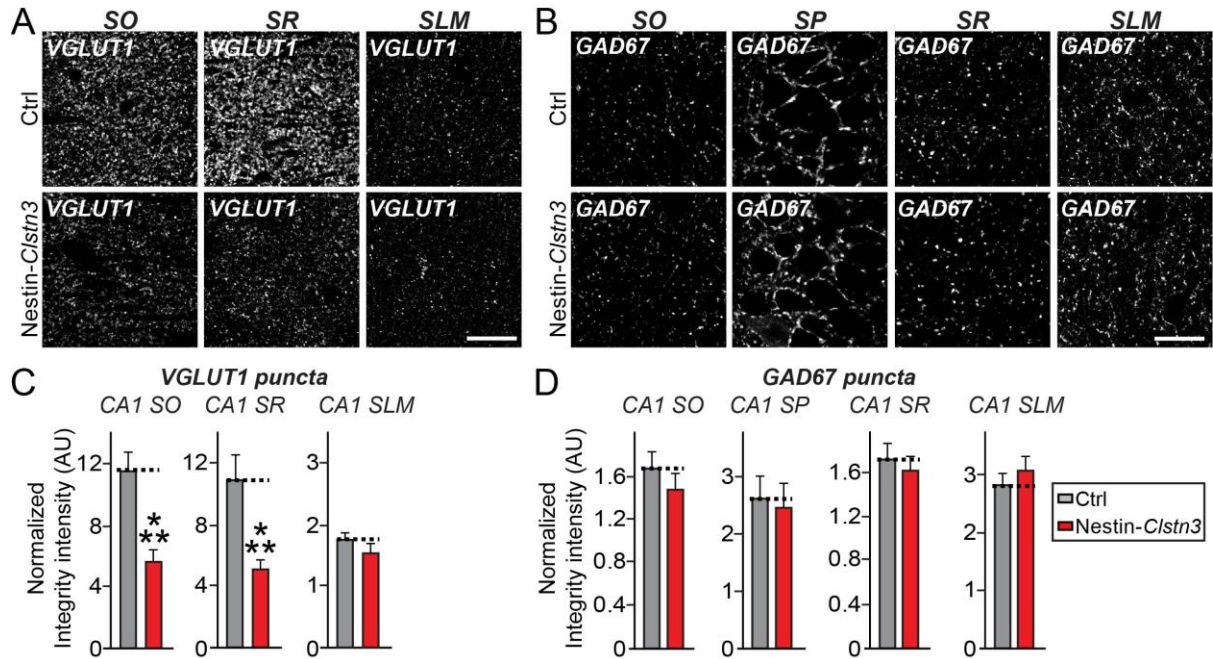 A
SO
SR
SLM
VGLUT1
VGLUT1
VGLUT1
Ctrl
VGLUT1
VGLUT1
VGLUT1
Nestin-Clstn3
B
SO
SP
SR
SLM
GAD67
GAD67
GAD67
GAD67
Ctrl
GAD67
GAD67
GAD67
GAD67
Nestin-Clstn3
C
VGLUT1 puncta
CA1 SO
CA1 SR
CA1 SLM
Normalized
Integrity intensity (AU)
12
8
4
0
*
**
12
8
4
0
*
**
3
2
1
0
D
GAD67 puncta
CA1 SO
CA1 SP
CA1 SR
CA1 SLM
Normalized
Integrity intensity (AU)
1.6
1.2
0.4
0
3
2
1
0
1.6
1.2
0.4
0
3
2
1
0
Ctrl
Nestin-Clstn3